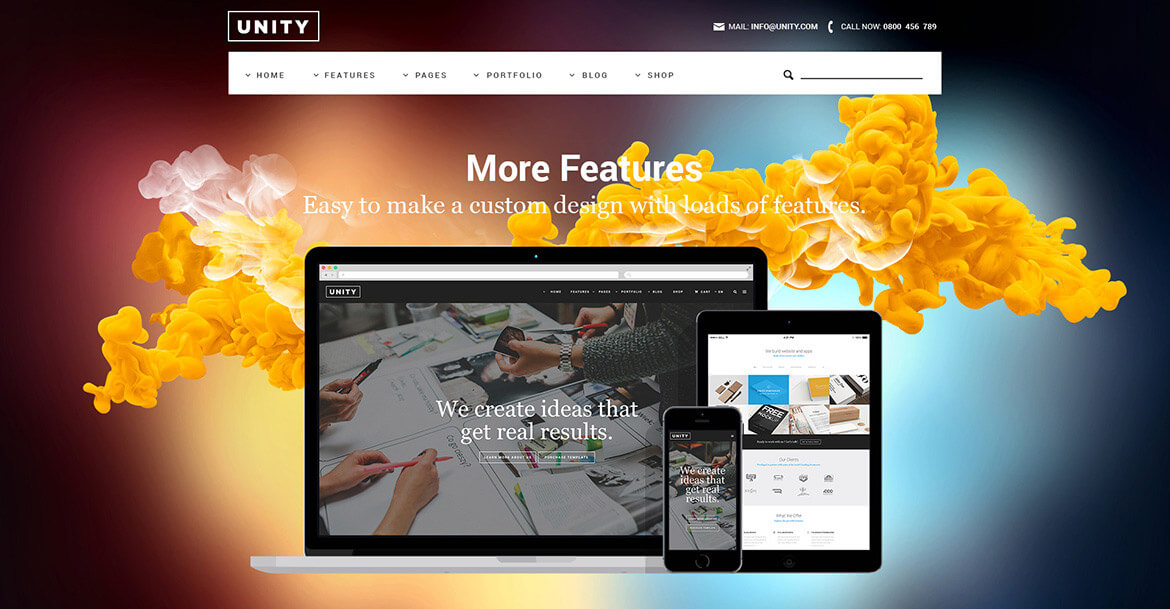 UNITY
MAIL: INFO@UNITY.COM
CALL NOW: 0800 456 789
HOME
FEATURES
PAGES
PORTFOLIO
BLOG
SHOP
More Features
Easy to make a custom design with loads of features.
UNITY
HOME FEATURES PAGES PORTFOLIO BLOG SHOP CART EN
We create ideas that
get real results.
LEARN MORE ABOUT US
PURCHASE TEMPLATE
We build website and apps
FREE
MOCKUP
Our Clients
What We Offer
UNITY
We create
ideas that
get real
results.